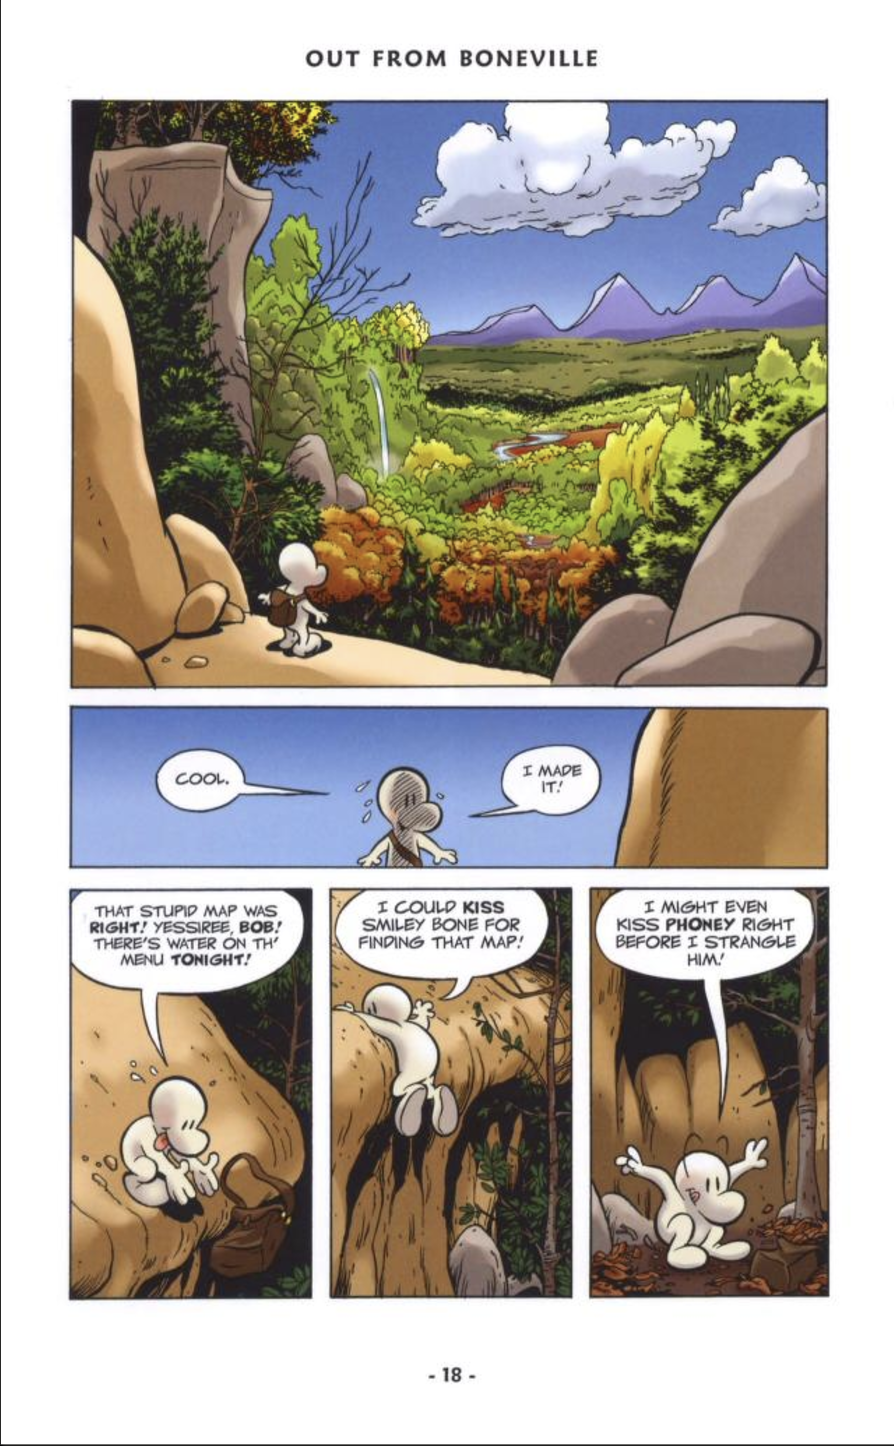 OUT FROM BONEVILLE
COOL.
I MADE
IT!
THAT STUPID MAP WAS
RIGHT! YESSIREE, BOB!
THERE'S WATER ON TH'
MENU TONIGHT!
I COULD KISS
SMILEY BONE FOR
FINDING THAT MAP!
I MIGHT EVEN
KISS PHONEY RIGHT
BEFORE I STRANGLE
HIM!
- 18 -